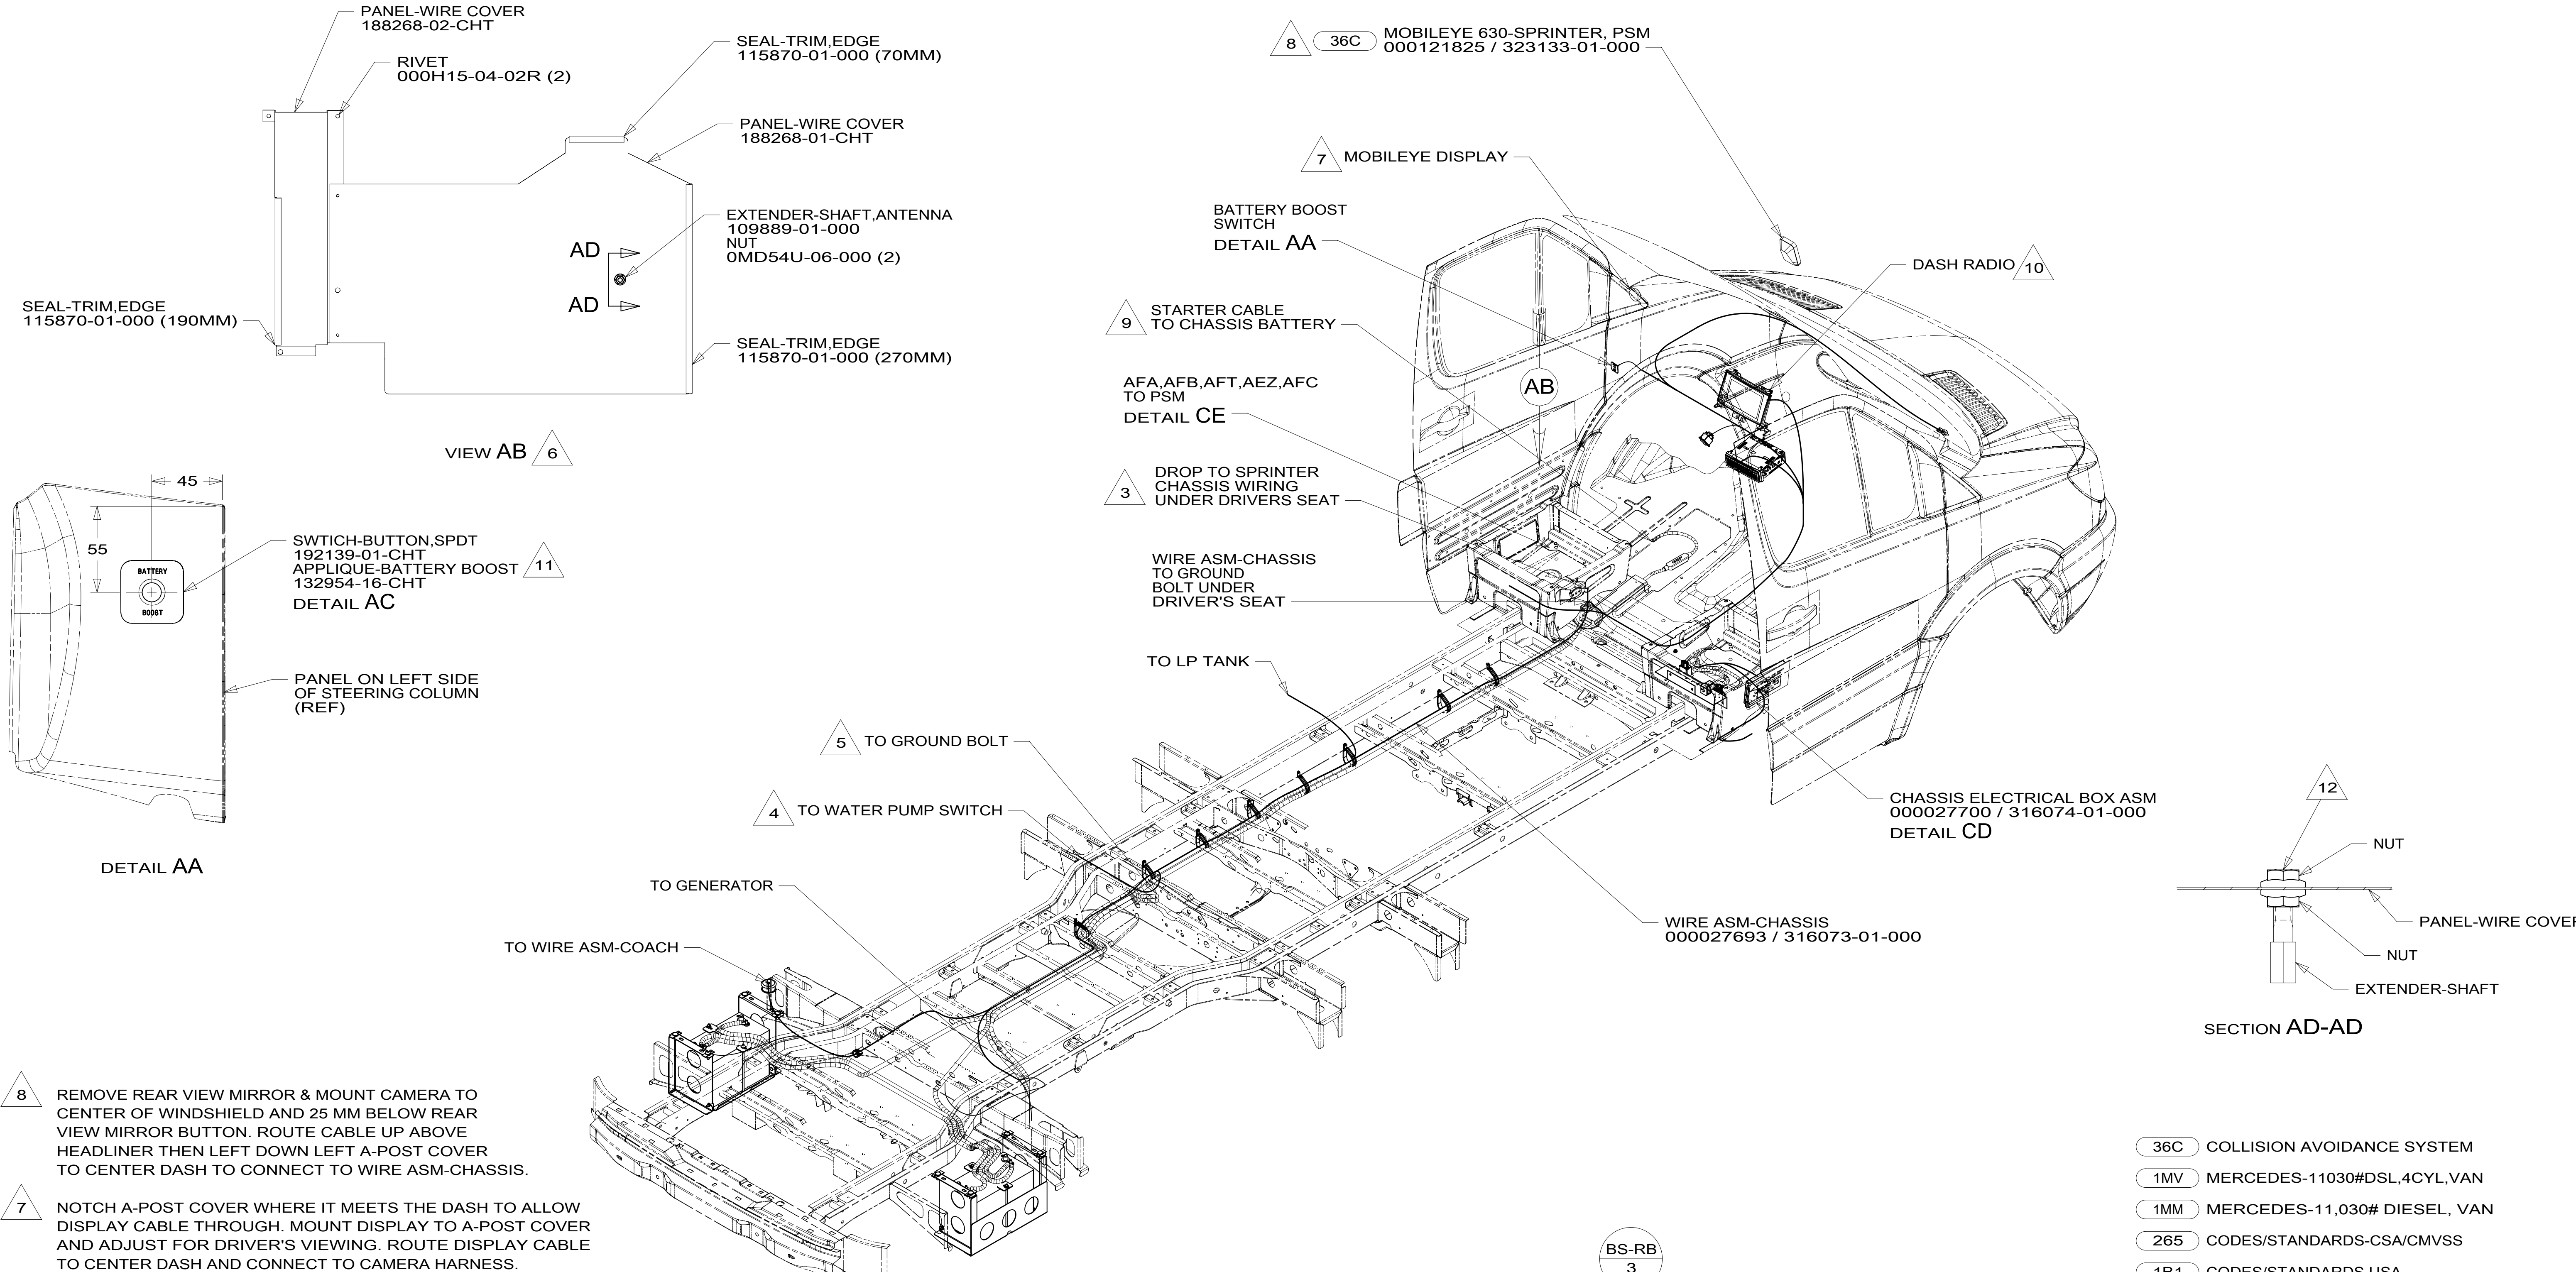 PANEL-WIRE COVER
188268-02-CHT
RIVET
000H15-04-02R (2)
SEAL-TRIM,EDGE
115870-01-000 (70MM)
PANEL-WIRE COVER
188268-01-CHT
EXTENDER-SHAFT,ANTENNA
109889-01-000
NUT
0MD54U-06-000 (2)
AD
AD
SEAL-TRIM,EDGE
115870-01-000 (190MM)
SEAL-TRIM,EDGE
115870-01-000 (270MM)
VIEW AB 6
45
55
BATTERY
BOOST
SWTICH-BUTTON,SPDT
192139-01-CHT
APPLIQUE-BATTERY BOOST 11
132954-16-CHT
DETAIL AC
PANEL ON LEFT SIDE
OF STEERING COLUMN
(REF)
DETAIL AA
8 36C MOBILEYE 630-SPRINTER, PSM
000121825 / 323133-01-000
7 MOBILEYE DISPLAY
BATTERY BOOST
SWITCH
DETAIL AA
DASH RADIO 10
9 STARTER CABLE
TO CHASSIS BATTERY
AB
AFA,AFB,AFT,AEZ,AFC
TO PSM
DETAIL CE
3 DROP TO SPRINTER
CHASSIS WIRING
UNDER DRIVERS SEAT
WIRE ASM-CHASSIS
TO GROUND
BOLT UNDER
DRIVER'S SEAT
TO LP TANK
5 TO GROUND BOLT
4 TO WATER PUMP SWITCH
TO GENERATOR
TO WIRE ASM-COACH
CHASSIS ELECTRICAL BOX ASM
000027700 / 316074-01-000
DETAIL CD
WIRE ASM-CHASSIS
000027693 / 316073-01-000
12
NUT
PANEL-WIRE COVER
NUT
EXTENDER-SHAFT
SECTION AD-AD
8 REMOVE REAR VIEW MIRROR & MOUNT CAMERA TO
CENTER OF WINDSHIELD AND 25 MM BELOW REAR
VIEW MIRROR BUTTON. ROUTE CABLE UP ABOVE
HEADLINER THEN LEFT DOWN LEFT A-POST COVER
TO CENTER DASH TO CONNECT TO WIRE ASM-CHASSIS.
7 NOTCH A-POST COVER WHERE IT MEETS THE DASH TO ALLOW
DISPLAY CABLE THROUGH. MOUNT DISPLAY TO A-POST COVER
AND ADJUST FOR DRIVER'S VIEWING. ROUTE DISPLAY CABLE
TO CENTER DASH AND CONNECT TO CAMERA HARNESS.
BS-RB
3
36C COLLISION AVOIDANCE SYSTEM
1MV MERCEDES-11030#DSL,4CYL,VAN
1MM MERCEDES-11,030# DIESEL, VAN
265 CODES/STANDARDS-CSA/CMVSS
1B1 CODES/STANDARDS-USA